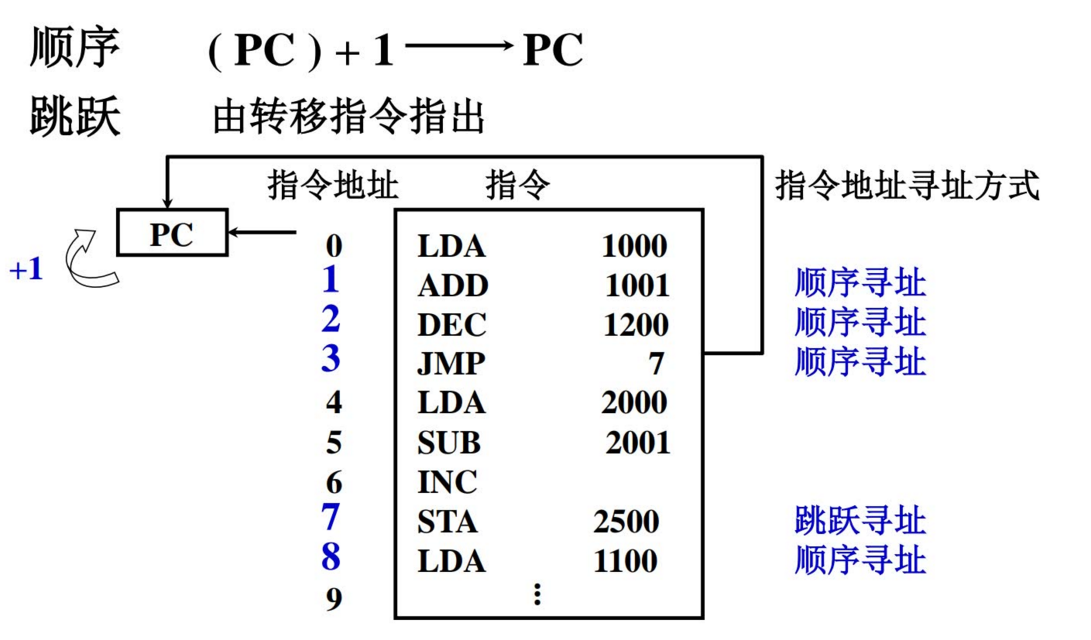 顺序 ( PC ) + 1 PC
跳跃 由转移指令指出
指令地址 指令 指令地址寻址方式
PC
+1
0 LDA 1000
1 ADD 1001 顺序寻址
2 DEC 1200 顺序寻址
3 JMP 7 顺序寻址
4 LDA 2000
5 SUB 2001
6 INC
7 STA 2500 跳跃寻址
8 LDA 1100 顺序寻址
9 ⋮